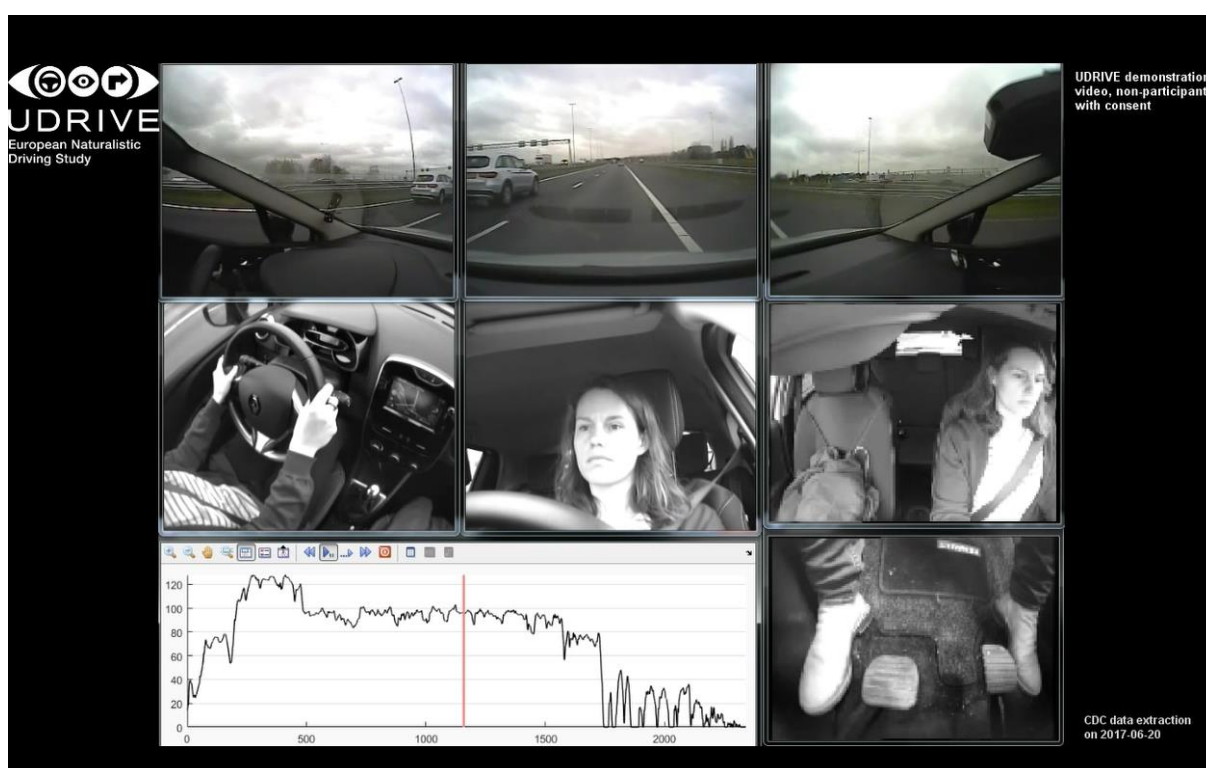 UDRIVE
European Naturalistic
Driving Study
UDRIVE demonstration
video, non-participant
with consent
120
100
80
60
40
20
0
0
500
1000
1500
2000
CDC data extraction
on 2017-06-20